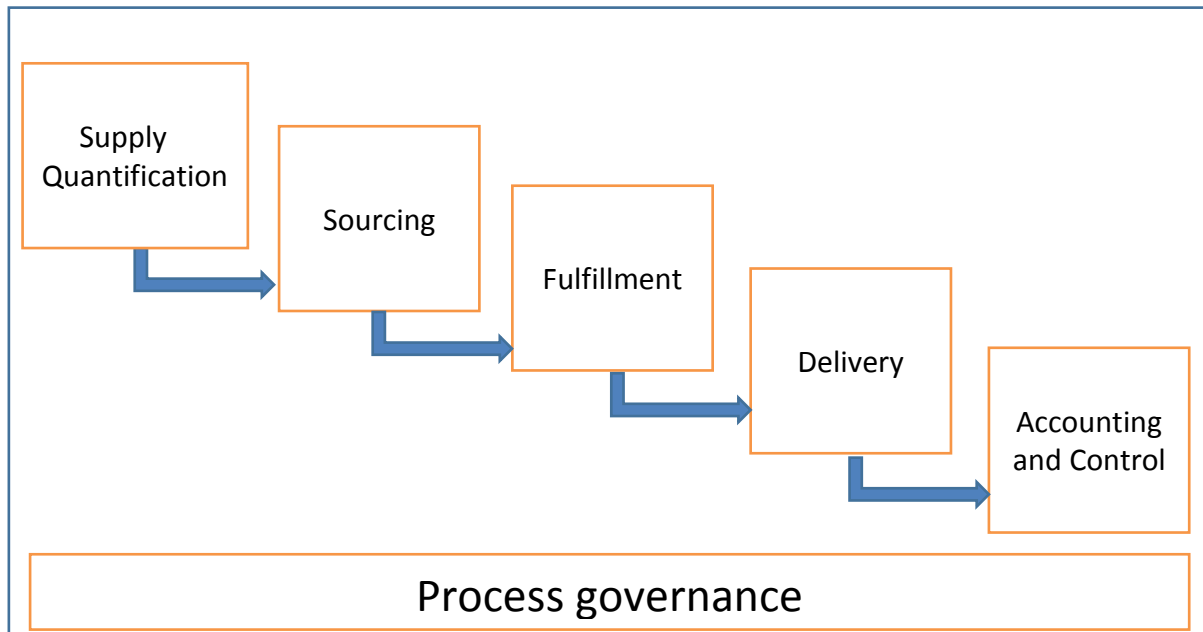 Supply
Quantification
Sourcing
Fulfillment
Delivery
Accounting
and Control
Process governance